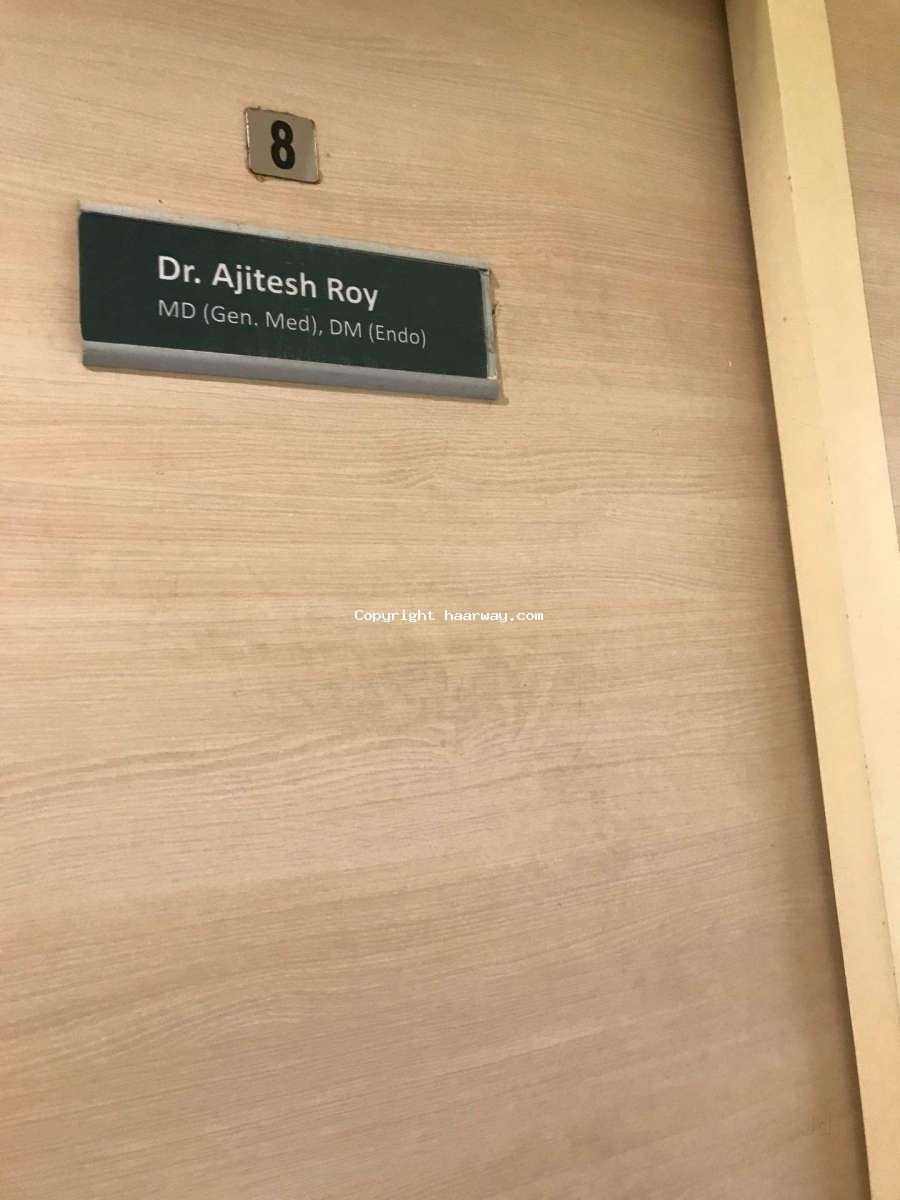 8
Dr. Ajitesh Roy
MD (Gen. Med), DM (Endo)
Copyright haarway.com